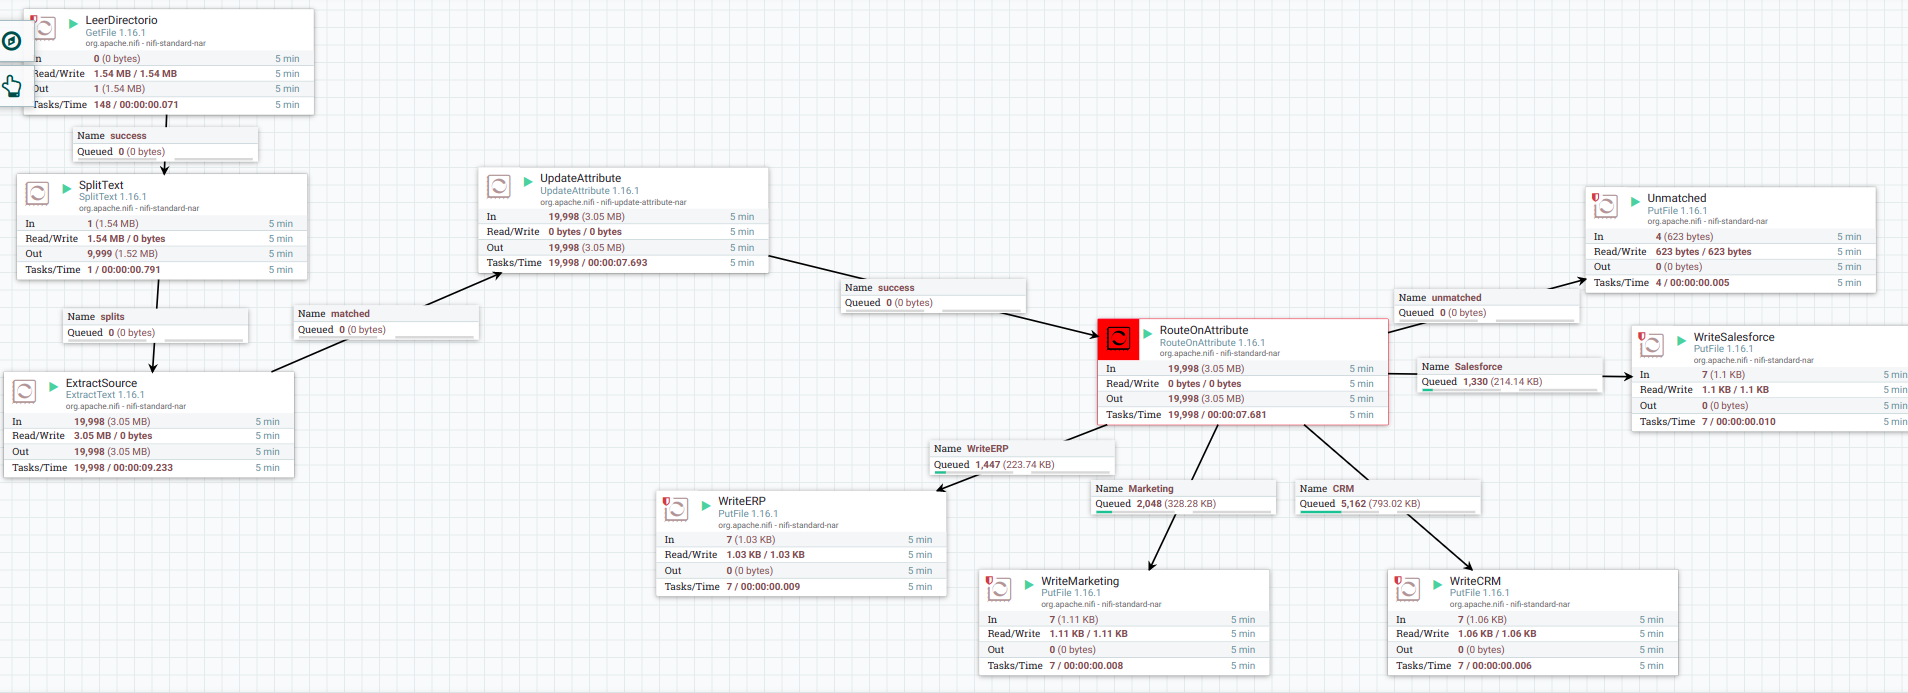 LeerDirectorio
GetFile 1.16.1
org.apache.nifi - nifi-standard-nar
In 0 (0 bytes) 5 min
Read/Write 1.54 MB / 1.54 MB 5 min
Out 1 (1.54 MB) 5 min
Tasks/Time 148 / 00:00:00.071 5 min
Name success
Queued 0 (0 bytes)
SplitText
SplitText 1.16.1
org.apache.nifi - nifi-standard-nar
In 1 (1.54 MB) 5 min
Read/Write 1.54 MB / 0 bytes 5 min
Out 9,999 (1.52 MB) 5 min
Tasks/Time 1 / 00:00:00.791 5 min
Name splits
Queued 0 (0 bytes)
ExtractSource
ExtractText 1.16.1
org.apache.nifi - nifi-standard-nar
In 19,998 (3.05 MB) 5 min
Read/Write 3.05 MB / 0 bytes 5 min
Out 19,998 (3.05 MB) 5 min
Tasks/Time 19,998 / 00:00:09.233 5 min
Name matched
Queued 0 (0 bytes)
UpdateAttribute
UpdateAttribute 1.16.1
org.apache.nifi - nifi-update-attribute-nar
In 19,998 (3.05 MB) 5 min
Read/Write 0 bytes / 0 bytes 5 min
Out 19,998 (3.05 MB) 5 min
Tasks/Time 19,998 / 00:00:07.693 5 min
Name success
Queued 0 (0 bytes)
RouteOnAttribute
RouteOnAttribute 1.16.1
org.apache.nifi - nifi-standard-nar
In 19,998 (3.05 MB) 5 min
Read/Write 0 bytes / 0 bytes 5 min
Out 19,998 (3.05 MB) 5 min
Tasks/Time 19,998 / 00:00:07.681 5 min
Name unmatched
Queued 0 (0 bytes)
Unmatched
PutFile 1.16.1
org.apache.nifi - nifi-standard-nar
In 4 (623 bytes) 5 min
Read/Write 623 bytes / 623 bytes 5 min
Out 0 (0 bytes) 5 min
Tasks/Time 4 / 00:00:00.005 5 min
Name Salesforce
Queued 1,330 (214.14 KB)
WriteSalesforce
PutFile 1.16.1
org.apache.nifi - nifi-standard-nar
In 7 (1.1 KB) 5 min
Read/Write 1.1 KB / 1.1 KB 5 min
Out 0 (0 bytes) 5 min
Tasks/Time 7 / 00:00:00.010 5 min
Name WriteERP
Queued 1,447 (223.74 KB)
WriteERP
PutFile 1.16.1
org.apache.nifi - nifi-standard-nar
In 7 (1.03 KB) 5 min
Read/Write 1.03 KB / 1.03 KB 5 min
Out 0 (0 bytes) 5 min
Tasks/Time 7 / 00:00:00.009 5 min
Name Marketing
Queued 2,048 (328.28 KB)
WriteMarketing
PutFile 1.16.1
org.apache.nifi - nifi-standard-nar
In 7 (1.11 KB) 5 min
Read/Write 1.11 KB / 1.11 KB 5 min
Out 0 (0 bytes) 5 min
Tasks/Time 7 / 00:00:00.008 5 min
Name CRM
Queued 5,162 (793.02 KB)
WriteCRM
PutFile 1.16.1
org.apache.nifi - nifi-standard-nar
In 7 (1.06 KB) 5 min
Read/Write 1.06 KB / 1.06 KB 5 min
Out 0 (0 bytes) 5 min
Tasks/Time 7 / 00:00:00.006 5 min